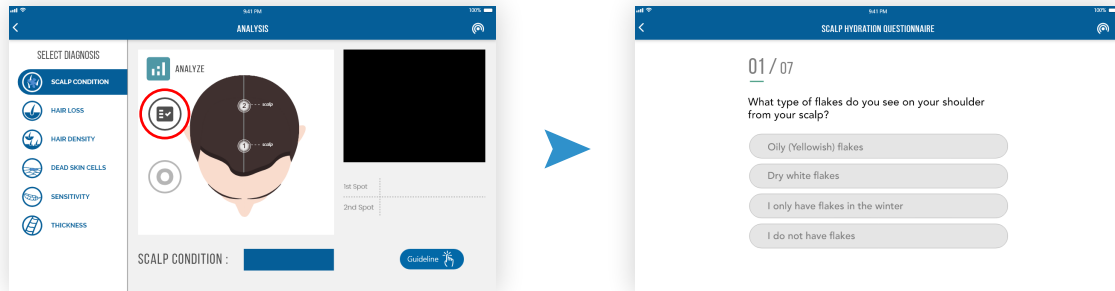 9:41 PM
100%
ANALYSIS
SELECT DIAGNOSIS
SCALP CONDITION
HAIR LOSS
HAIR DENSITY
DEAD SKIN CELLS
SENSITIVITY
THICKNESS
ANALYZE
2
scalp
1
scalp
1st Spot
2nd Spot
SCALP CONDITION :
Guideline
9:41 PM
100%
SCALP HYDRATION QUESTIONNAIRE
01 / 07
What type of flakes do you see on your shoulder
from your scalp?
Oily (Yellowish) flakes
Dry white flakes
I only have flakes in the winter
I do not have flakes